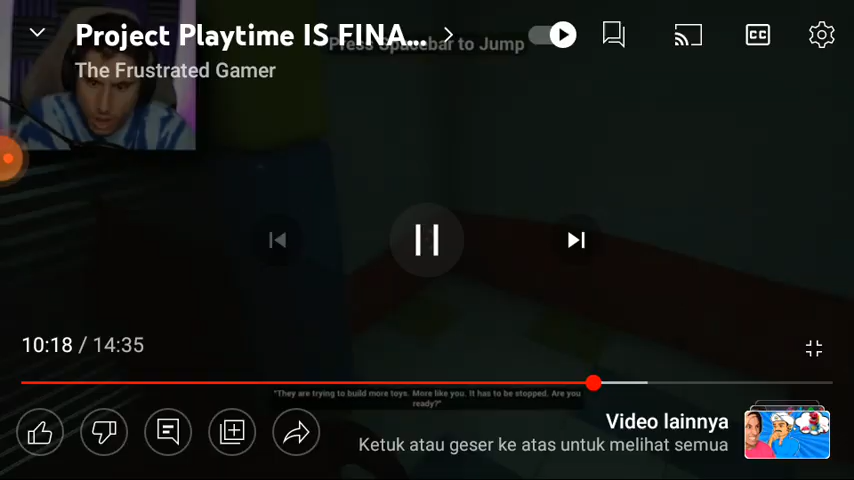 Project Playtime IS FINA...
Press Spacebar to Jump
CC
The Frustrated Gamer
10:18 / 14:35
"They are trying to build more toys. More like you. It has to be stopped. Are you
ready?"
Video lainnya
Ketuk atau geser ke atas untuk melihat semua